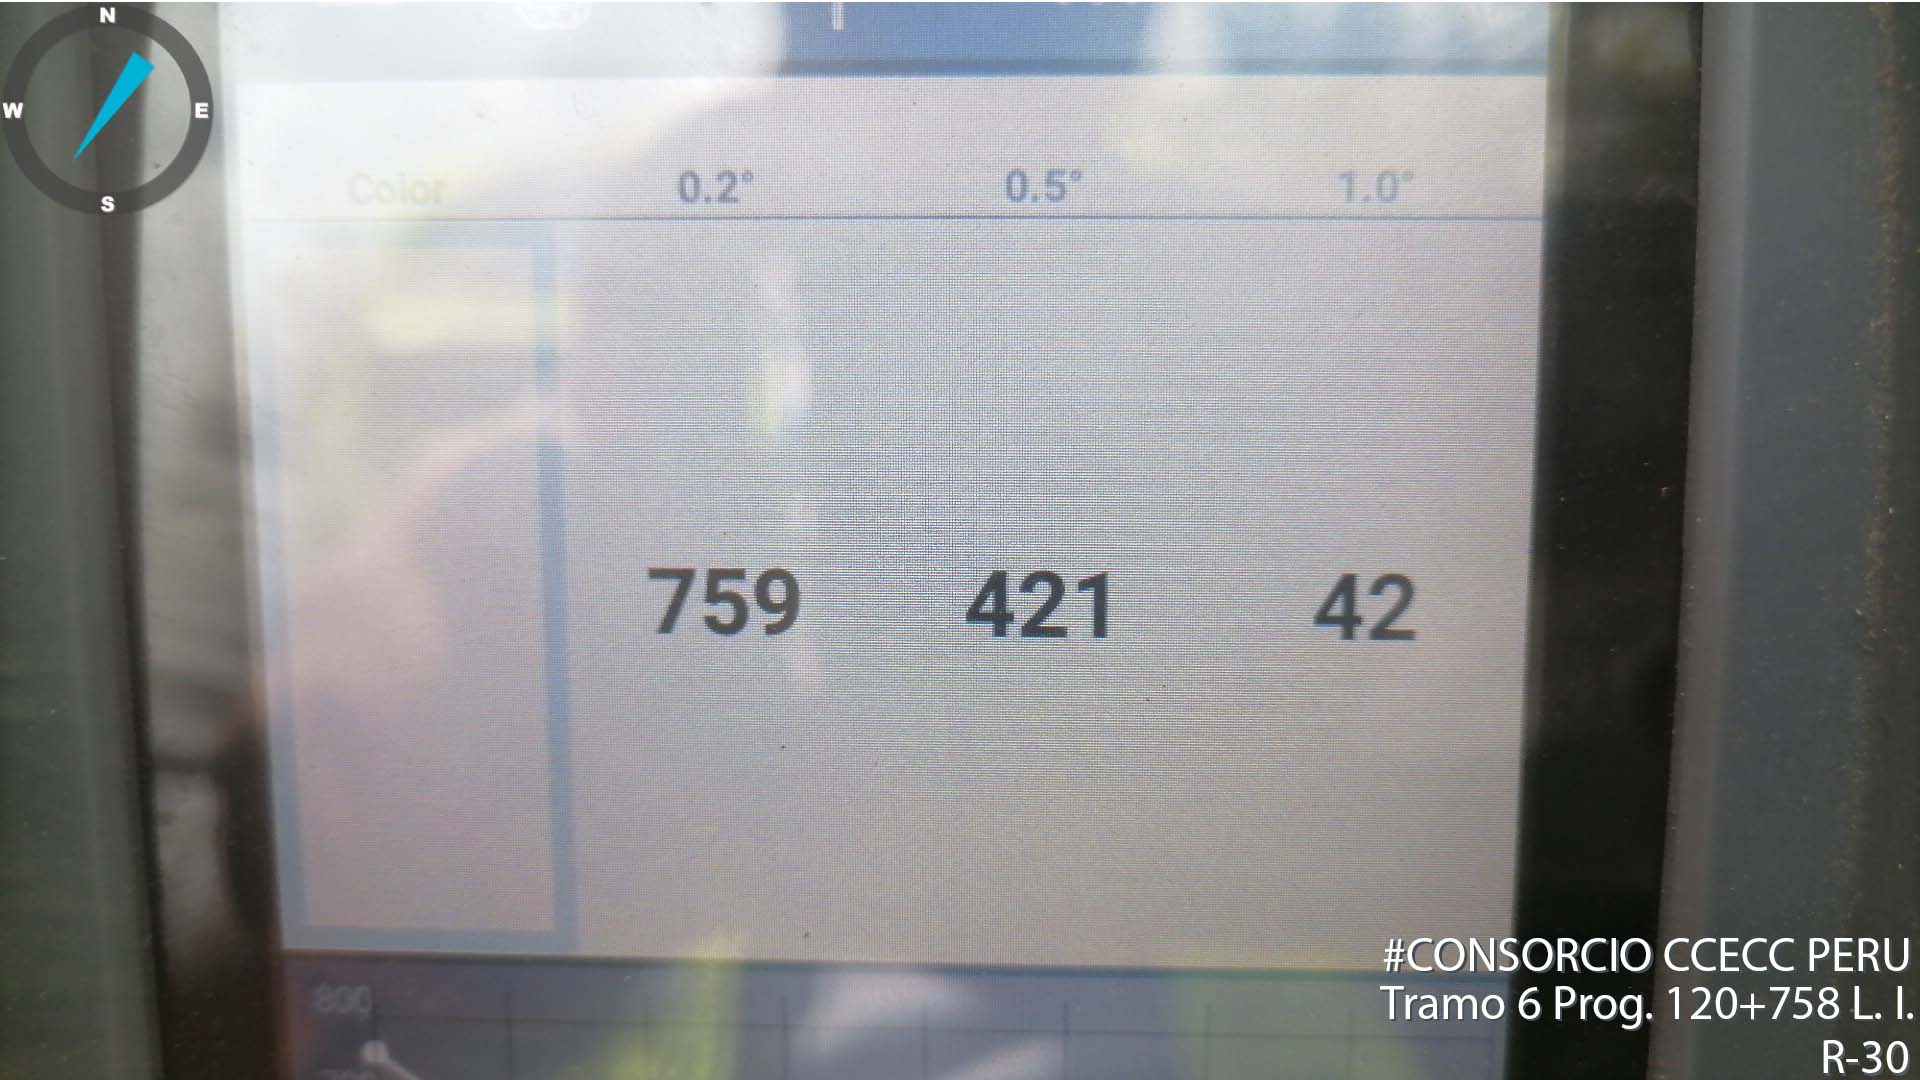 N
W E
S
Color 0.2° 0.5° 1.0°
759 421 42
800
#CONSORCIO CCECC PERU
Tramo 6 Prog. 120+758 L. I.
R-30